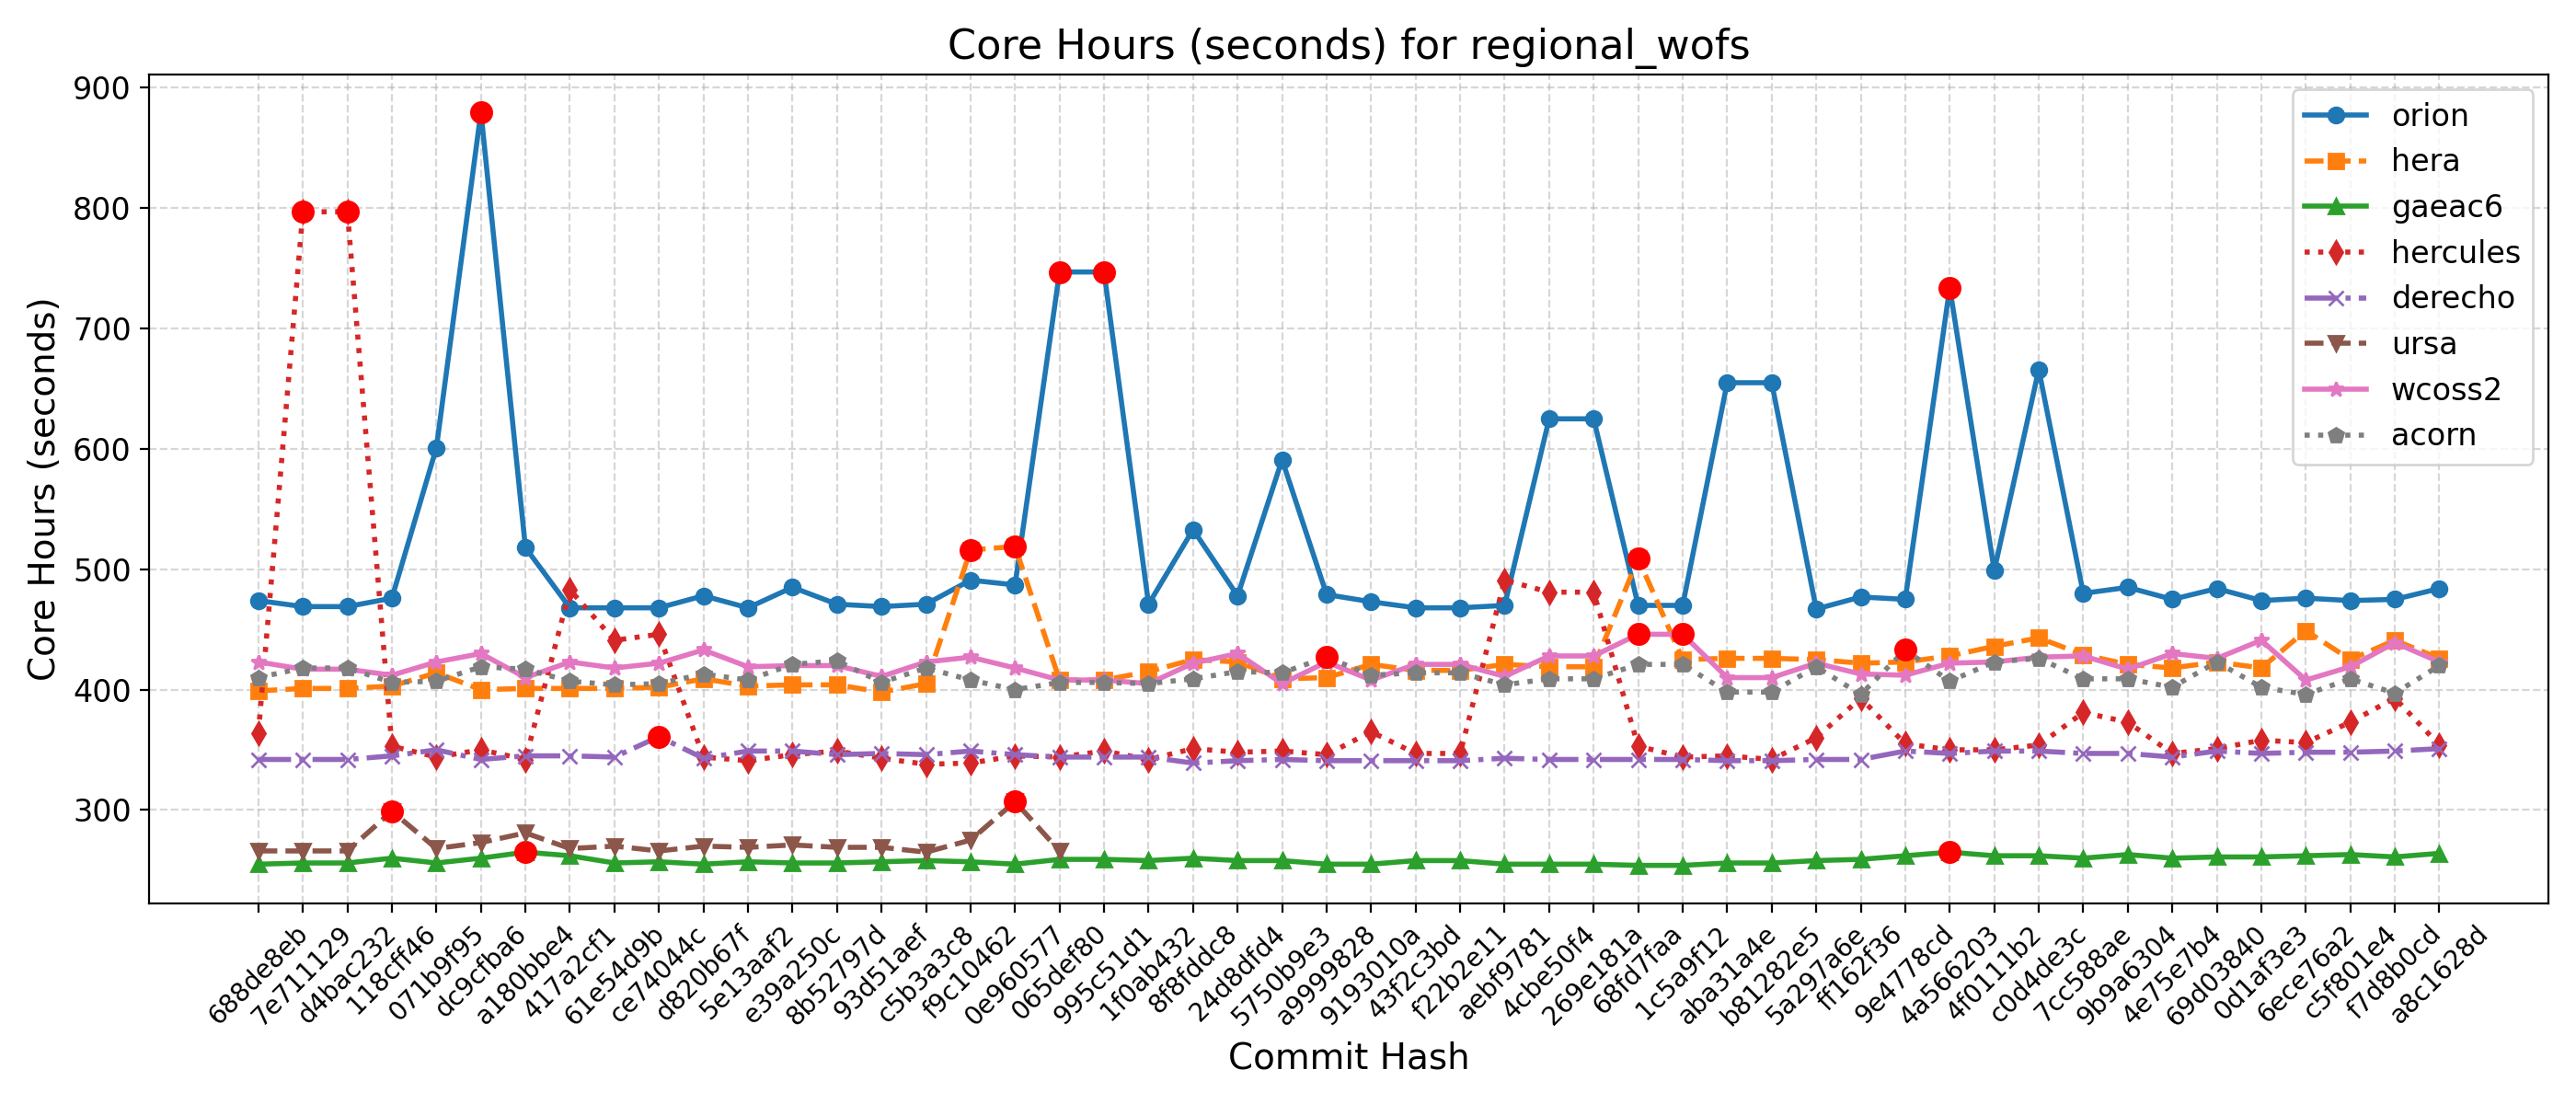 Core Hours (seconds) for regional_wofs
Core Hours (seconds)
900
800
700
600
500
400
300
orion
hera
gaeac6
hercules
derecho
ursa
wcoss2
acorn
688de8eb
7e711129
d4bac232
118cff46
071b9f95
dc9cfba6
a180bbe4
417a2cf1
61e54d9b
ce74044c
d820b67f
5e13aaf2
e39a250c
8b52797d
93d51aef
c5b3a3c8
f9c10462
0e960577
065def80
995c51d1
1f0ab432
8f8fddc8
24d8dfd4
5750b9e3
a9999828
9193010a
43f2c3bd
f22b2e11
aebf9781
4cbe50f4
269e181a
68fd7faa
1c5a9f12
aba31a4e
b81282e5
5a297a6e
ff162f36
9e4778cd
4a566203
4f0111b2
c0d4de3c
7cc588ae
9b9a6304
4e75e7b4
69d03840
0d1af3e3
6ece76a2
c5f801e4
f7d8b0cd
a8c1628d
Commit Hash